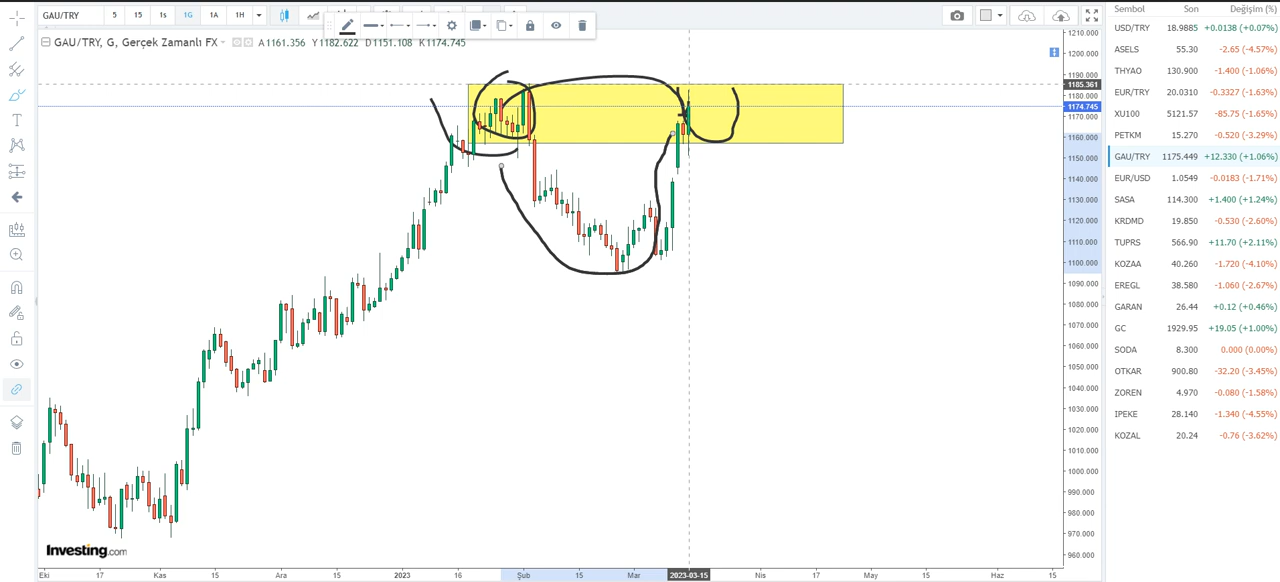 GAU/TRY 5 15 1s 1G 1A 1H
GAU/TRY, G, Gerçek Zamanlı FX A1161.356 Y1182.622 D1151.108 K1174.745
1210.000
1200.000
1190.000
1185.361
1180.000
1174.745
1170.000
1160.000
1150.000
1140.000
1130.000
1120.000
1110.000
1100.000
1090.000
1080.000
1070.000
1060.000
1050.000
1040.000
1030.000
1020.000
1010.000
1000.000
990.000
980.000
970.000
960.000
Investing.com
Eki 17 Kas 15 Ara 15 2023 16 Şub 15 Mar 2023-03-15 Nis 17 May 15 Haz 15
Sembol Son Değişim (%)
USD/TRY 18.9885 +0.0138 (+0.07%)
ASELS 55.30 -2.65 (-4.57%)
THYAO 130.900 -1.400 (-1.06%)
EUR/TRY 20.0310 -0.3327 (-1.63%)
XU100 5121.57 -85.75 (-1.65%)
PETKM 15.270 -0.520 (-3.29%)
GAU/TRY 1175.449 +12.330 (+1.06%)
EUR/USD 1.0549 -0.0183 (-1.71%)
SASA 114.300 +1.400 (+1.24%)
KRDMD 19.850 -0.530 (-2.60%)
TUPRS 566.90 +11.70 (+2.11%)
KOZAA 40.260 -1.720 (-4.10%)
EREGL 38.580 -1.060 (-2.67%)
GARAN 26.44 +0.12 (+0.46%)
GC 1929.95 +19.05 (+1.00%)
SODA 8.300 0.000 (0.00%)
OTKAR 900.80 -32.20 (-3.45%)
ZOREN 4.970 -0.080 (-1.58%)
IPEKE 28.140 -1.340 (-4.55%)
KOZAL 20.24 -0.76 (-3.62%)